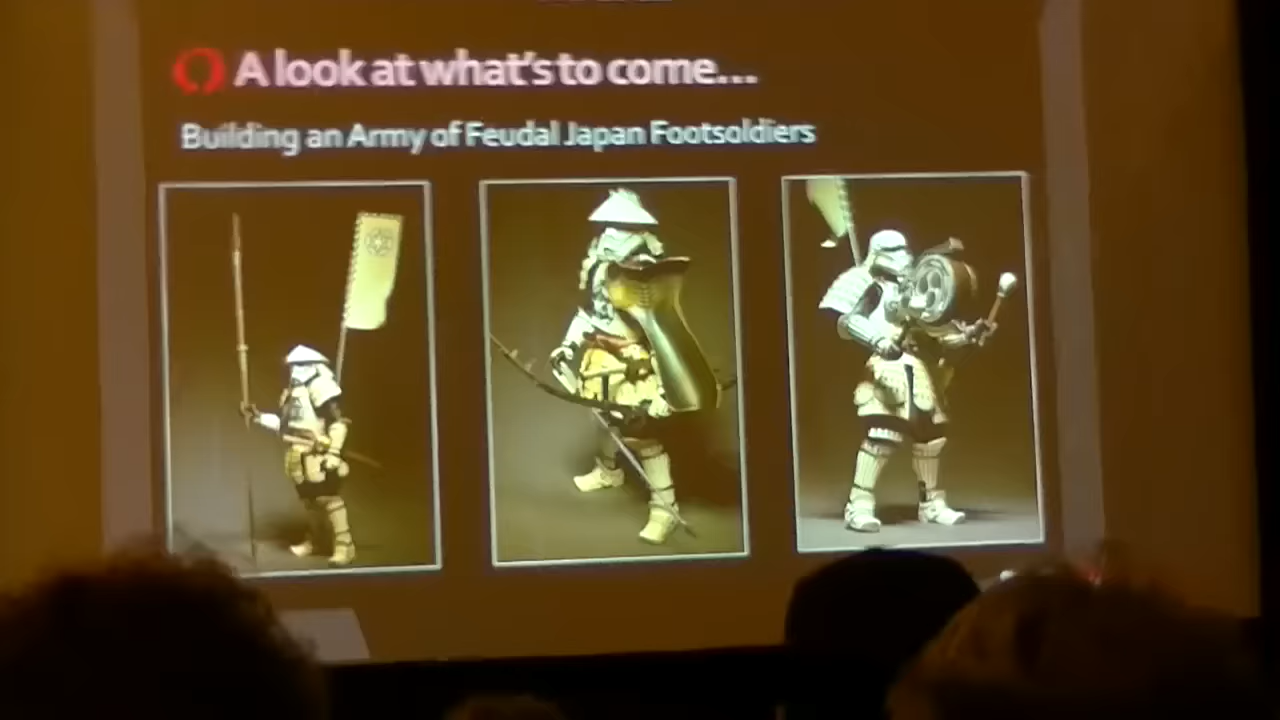 A look at what's to come...
Building an Army of Feudal Japan Footsoldiers